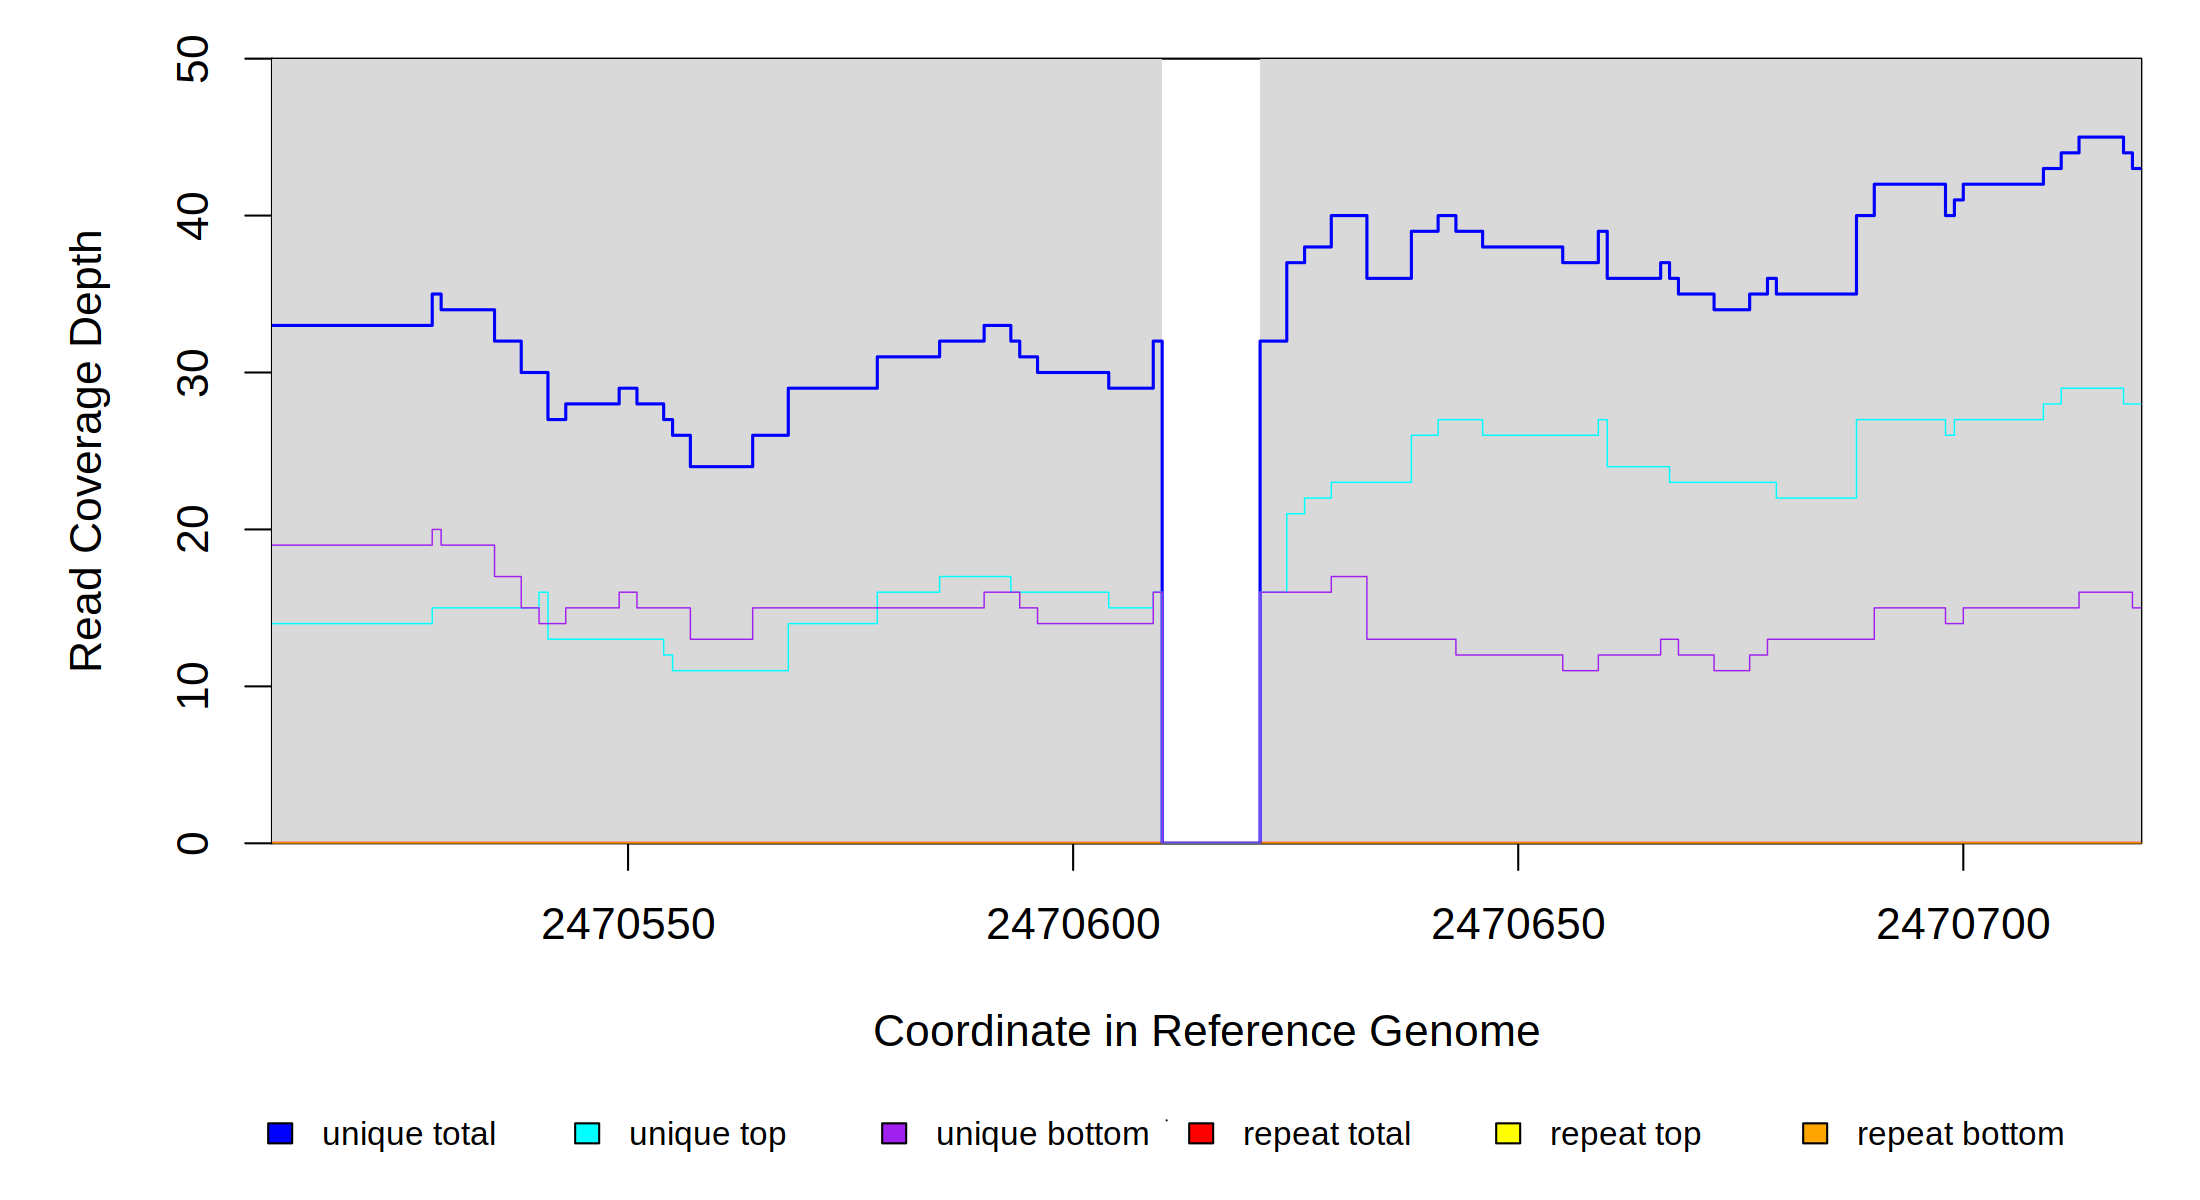 50
40
30
20
10
0
Read Coverage Depth
2470550 2470600 2470650 2470700
Coordinate in Reference Genome
unique total unique top unique bottom repeat total repeat top repeat bottom